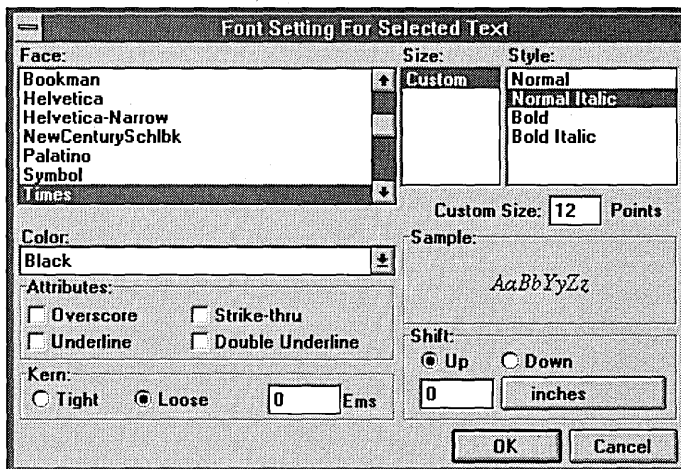 Font Setting For Selected Text
Face:
Bookman
Helvetica
Helvetica-Narrow
NewCenturySchlbk
Palatino
Symbol
Times
Size:
Custom
Style:
Normal
Normal Italic
Bold
Bold Italic
Custom Size: 12 Points
Color:
Black
Sample:
AaBbYyZz
Attributes:
Overscore Strike-thru
Underline Double Underline
Shift:
Up Down
0 inches
Kern:
Tight Loose 0 Ems
OK Cancel